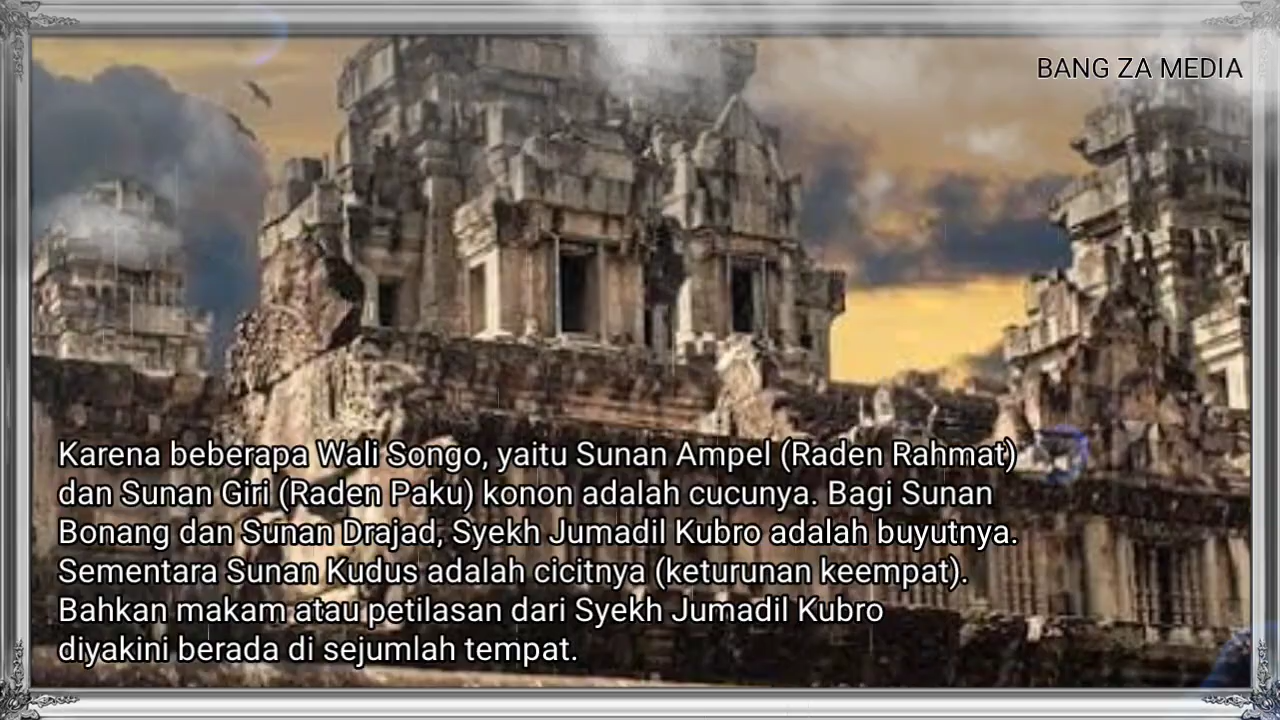 BANG ZA MEDIA
Karena beberapa Wali Songo, yaitu Sunan Ampel (Raden Rahmat)
dan Sunan Giri (Raden Paku) konon adalah cucunya. Bagi Sunan
Bonang dan Sunan Drajad, Syekh Jumadil Kubro adalah buyutnya.
Sementara Sunan Kudus adalah cicitnya (keturunan keempat).
Bahkan makam atau petilasan dari Syekh Jumadil Kubro
diyakini berada di sejumlah tempat.